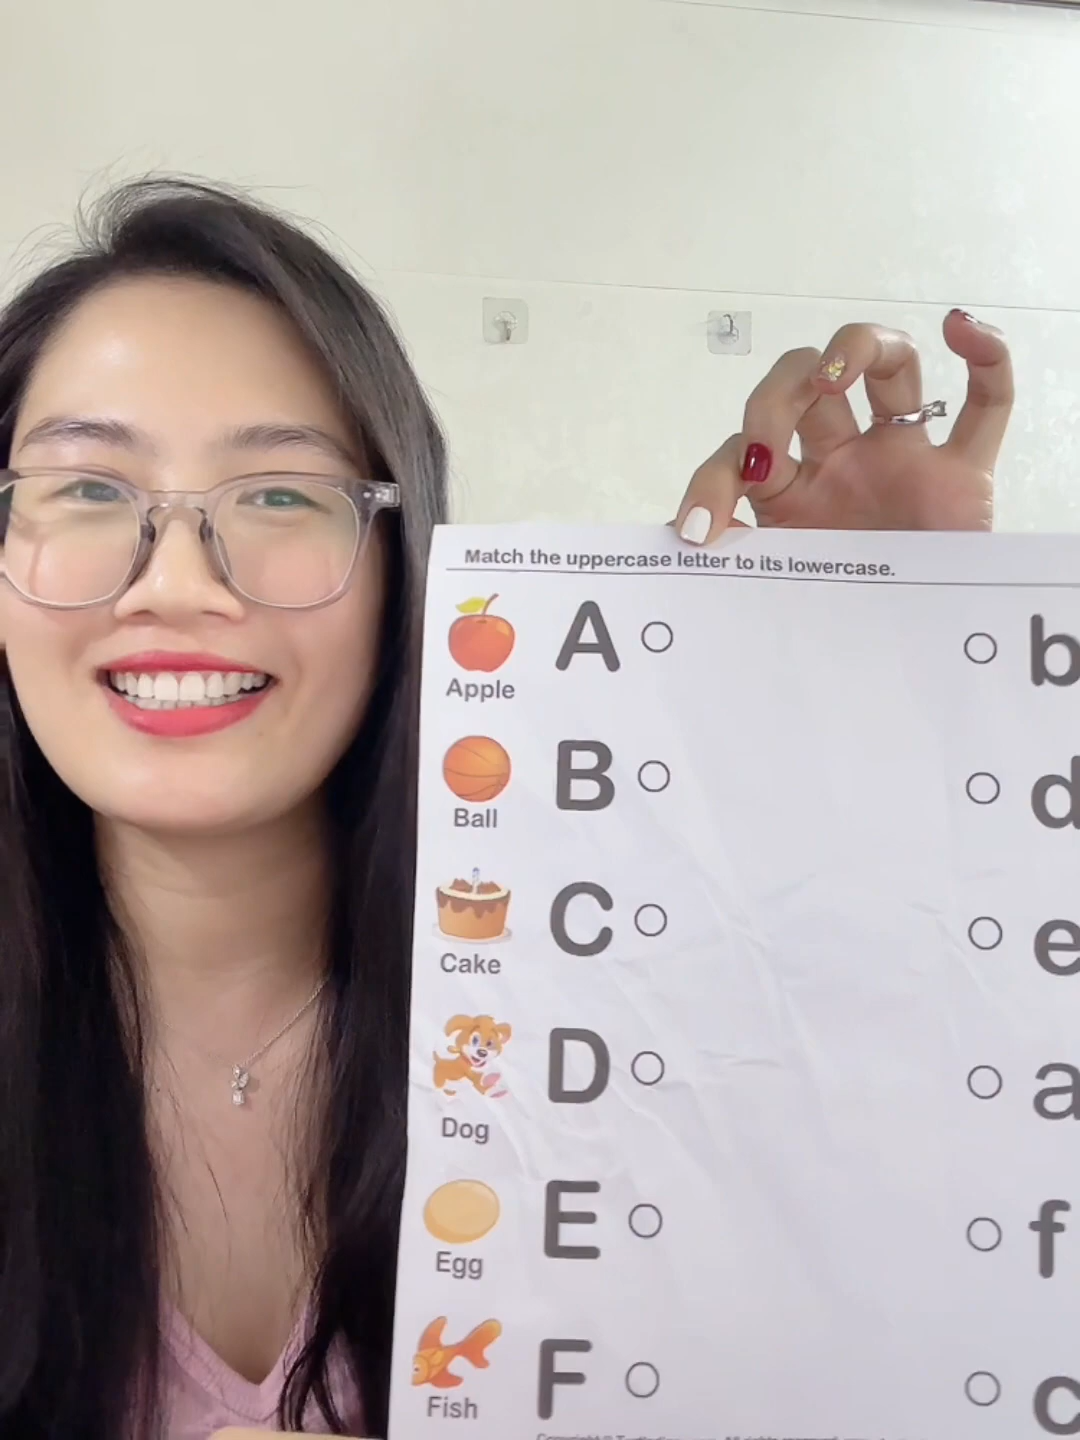 Match the uppercase letter to its lowercase.
A b
Apple
B d
Ball
C e
Cake
D a
Dog
E f
Egg
F c
Fish